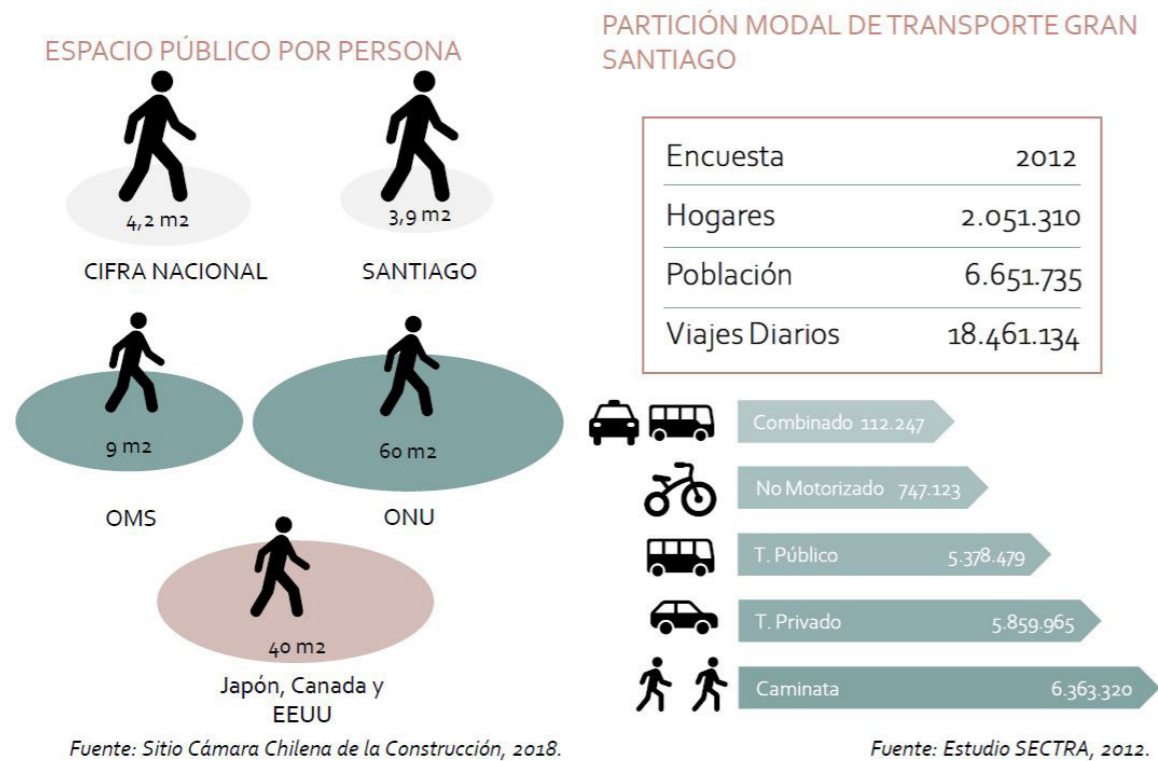 ESPACIO PÚBLICO POR PERSONA
4,2 m2
3,9 m2
CIFRA NACIONAL
SANTIAGO
9 m2
60 m2
OMS
ONU
40 m2
Japón, Canada y
EEUU
Fuente: Sitio Cámara Chilena de la Construcción, 2018.
PARTICIÓN MODAL DE TRANSPORTE GRAN
SANTIAGO
Encuesta 2012
Hogares 2.051.310
Población 6.651.735
Viajes Diarios 18.461.134
Combinado 112.247
No Motorizado 747.123
T. Público 5.378.479
T. Privado 5.859.965
Caminata 6.363.320
Fuente: Estudio SECTRA, 2012.